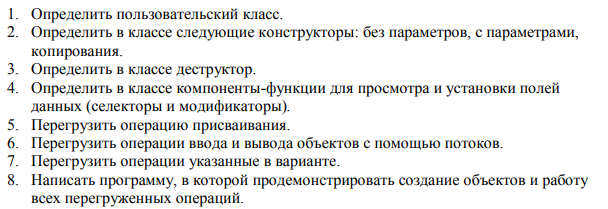 1. Определить пользовательский класс.
2. Определить в классе следующие конструкторы: без параметров, с параметрами,
копирования.
3. Определить в классе деструктор.
4. Определить в классе компоненты-функции для просмотра и установки полей
данных (селекторы и модификаторы).
5. Перегрузить операцию присваивания.
6. Перегрузить операции ввода и вывода объектов с помощью потоков.
7. Перегрузить операции указанные в варианте.
8. Написать программу, в которой продемонстрировать создание объектов и работу
всех перегруженных операций.